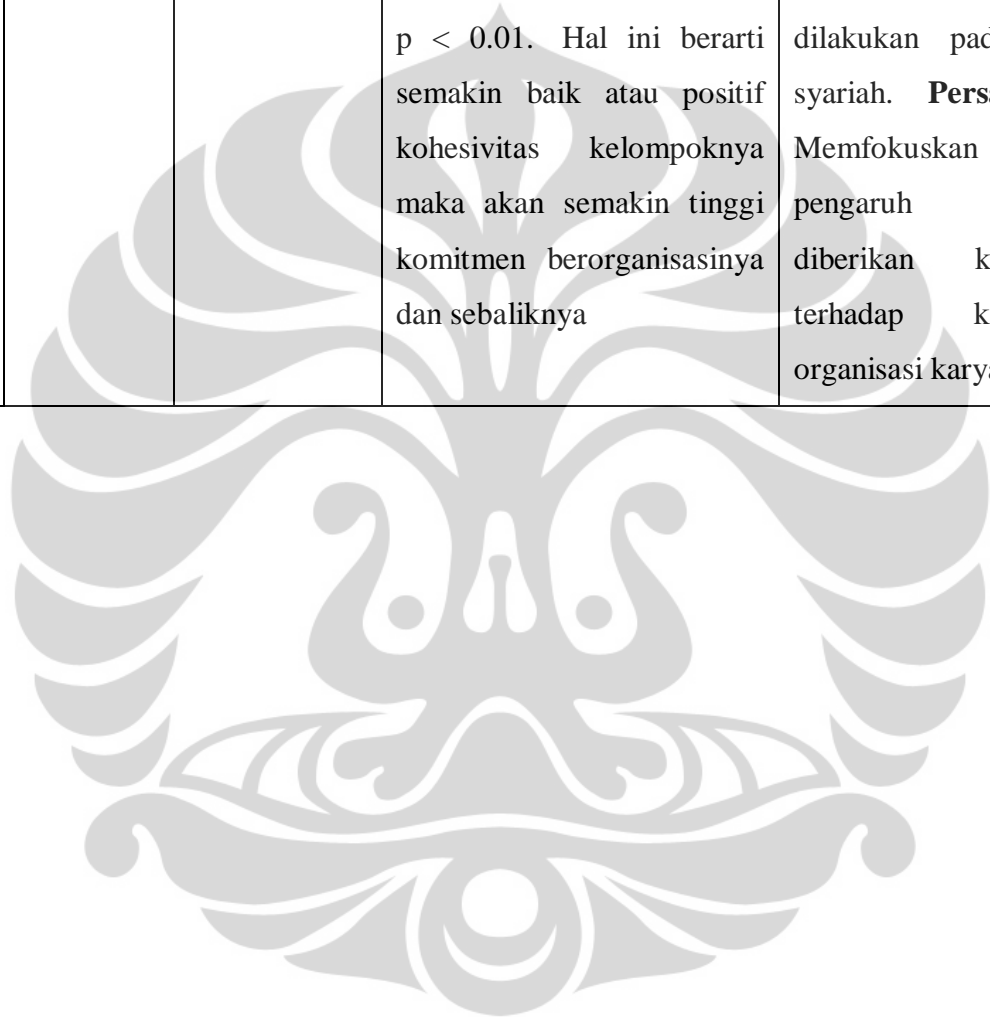 p < 0.01. Hal ini berarti
semakin baik atau positif
kohesivitas kelompoknya
maka akan semakin tinggi
komitmen berorganisasinya
dan sebaliknya
dilakukan
syariah.
Memfokuskan
pengaruh
diberikan
terhadap
organisasi